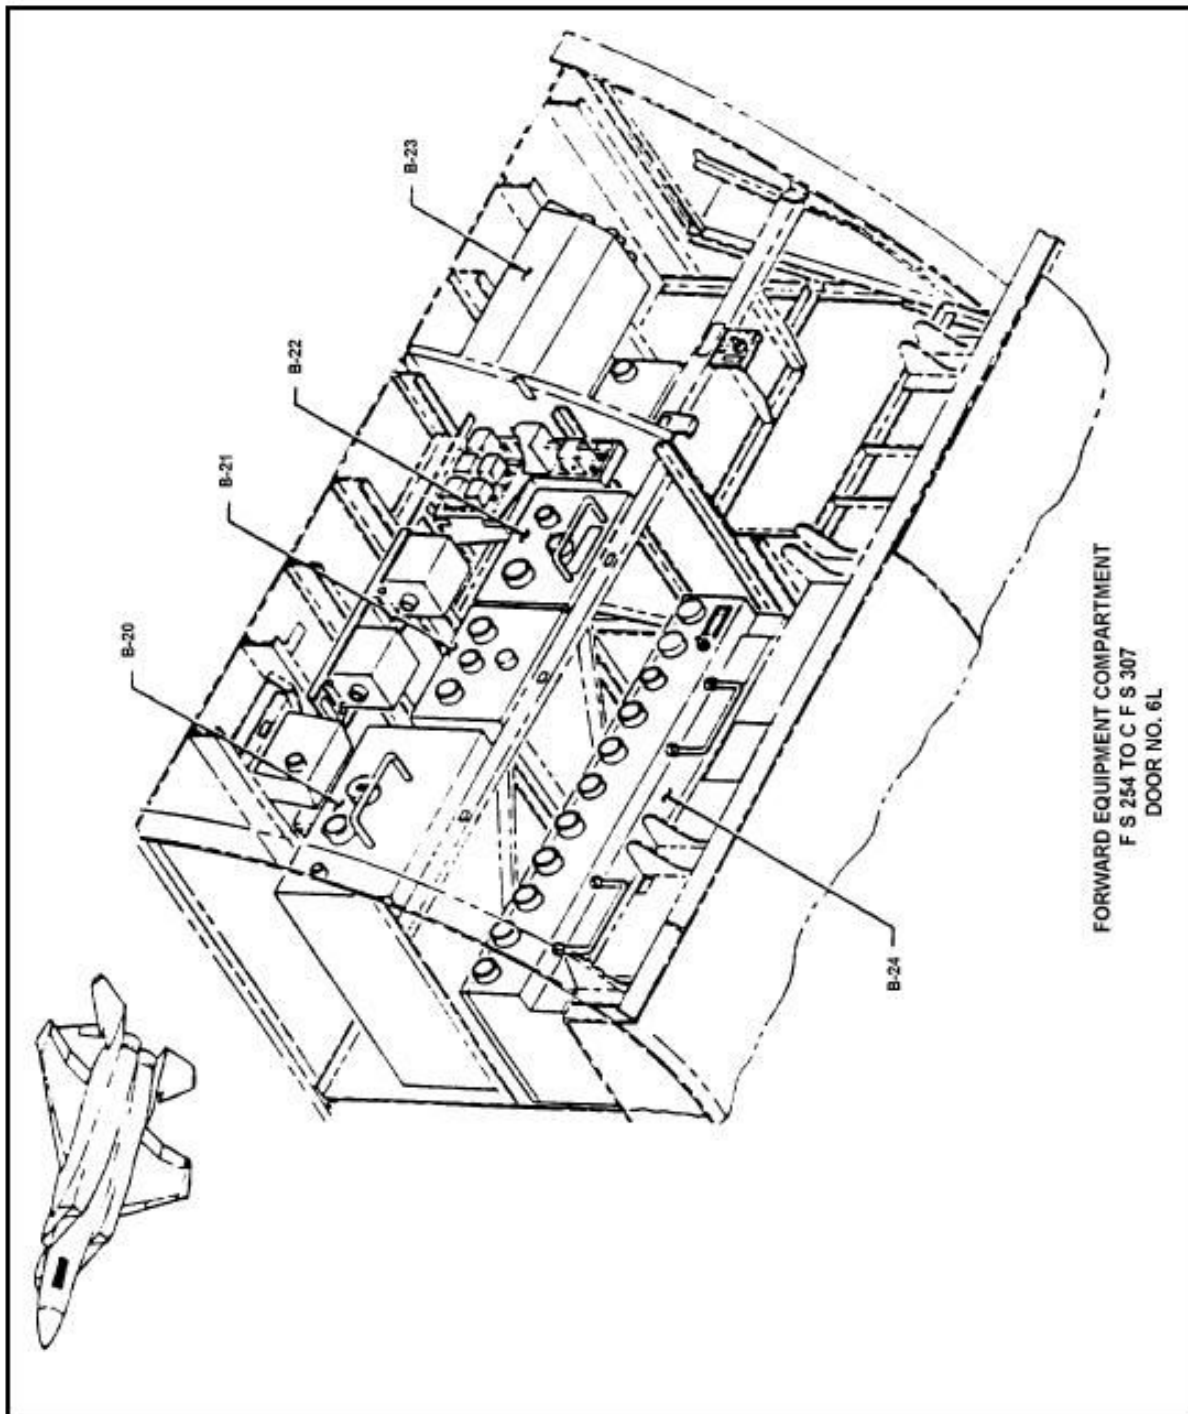 B-20
B-21
B-22
B-23
B-24
FORWARD EQUIPMENT COMPARTMENT
F S 254 TO C F S 307
DOOR NO. 6L